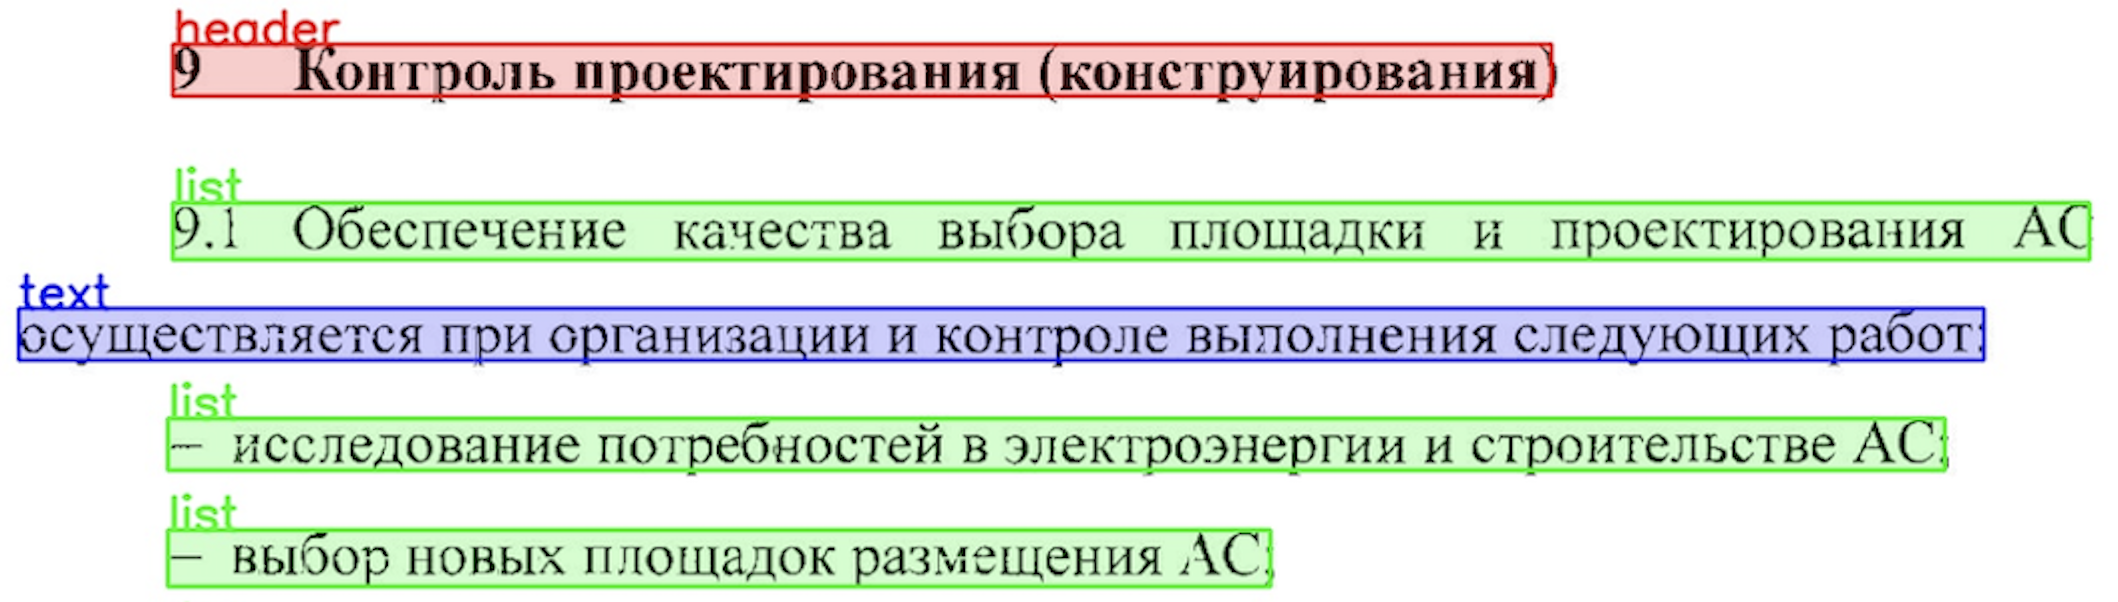 header
9 Контроль проектирования (конструирования)
list
9.1 Обеспечение качества выбора площадки и проектирования АС
text
осуществляется при организации и контроле выполнения следующих работ:
list
– исследование потребностей в электроэнергии и строительстве АС;
list
– выбор новых площадок размещения АС;